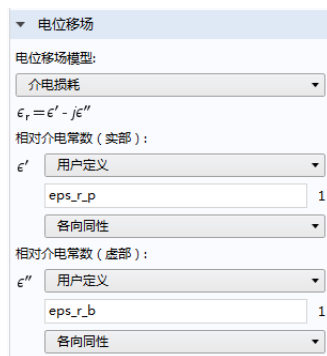 电位移场
电位移场模型:
介电损耗
ϵr = ϵ′ - jϵ″
相对介电常数（实部）:
ϵ′ 用户定义
eps_r_p 1
各向同性
相对介电常数（虚部）:
ϵ″ 用户定义
eps_r_b 1
各向同性